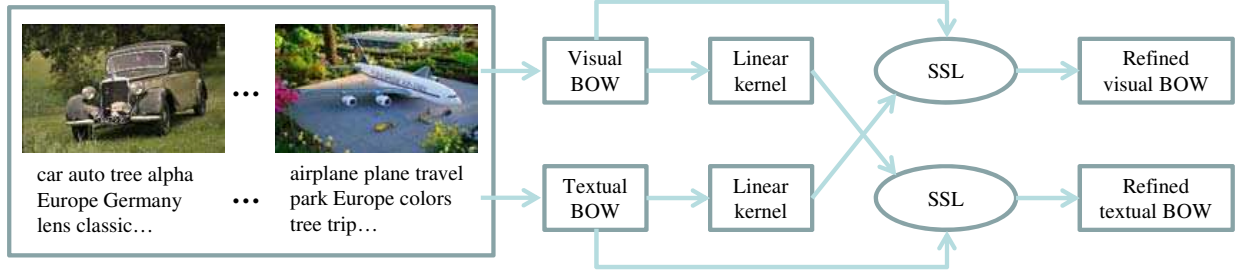 car auto tree alpha
Europe Germany
lens classic…
...
...
airplane plane travel
park Europe colors
tree trip…
Visual
BOW
Linear
kernel
SSL
Refined
visual BOW
Textual
BOW
Linear
kernel
SSL
Refined
textual BOW